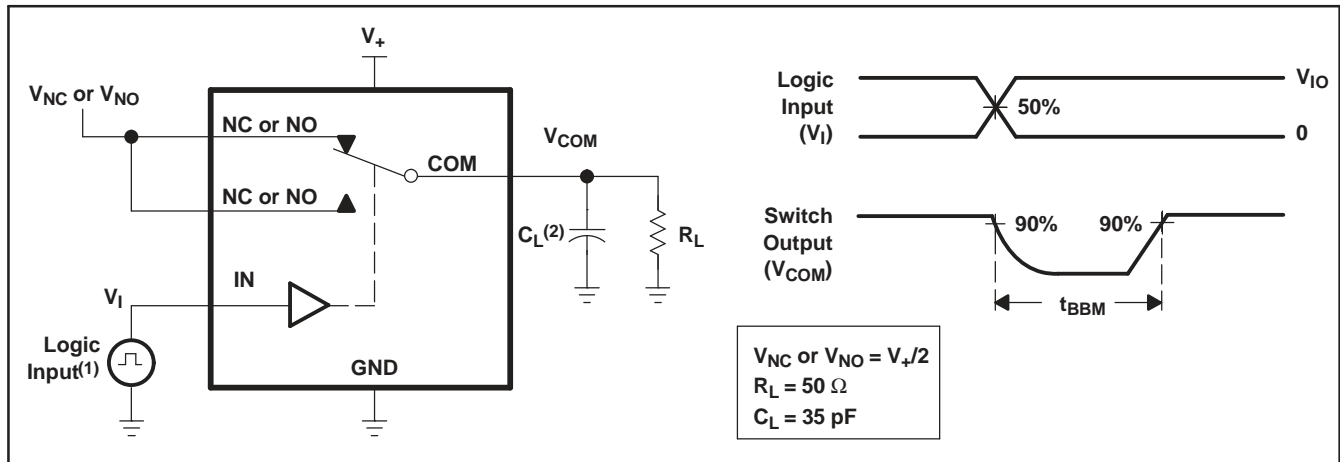 V+
VNC or VNO
NC or NO
COM
VCOM
NC or NO
CL(2)
RL
IN
VI
Logic
Input(1)
GND
Logic
Input
(VI)
50%
VIO
0
Switch
Output
(VCOM)
90%
90%
tBBM
VNC or VNO = V+/2
RL = 50 Ω
CL = 35 pF